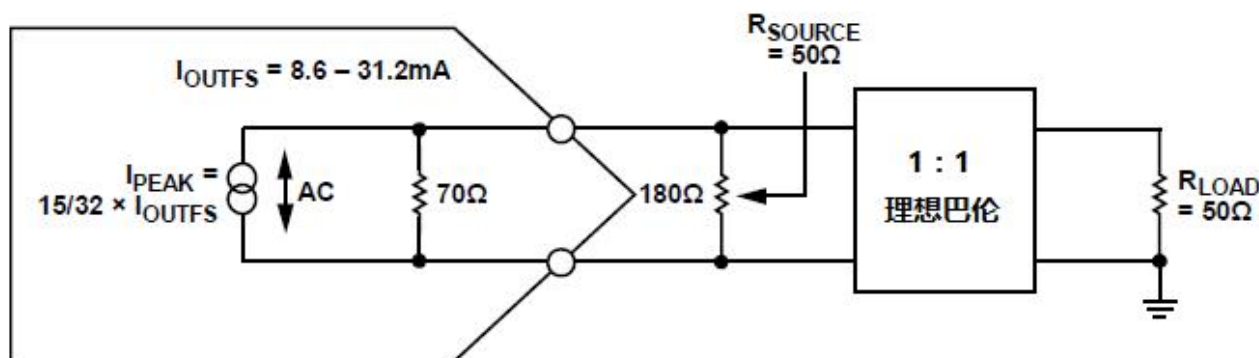 I_OUTFS = 8.6 – 31.2mA
I_PEAK =
15/32 × I_OUTFS
AC
70Ω
180Ω
R_SOURCE
= 50Ω
1 : 1
理想巴伦
R_LOAD
= 50Ω